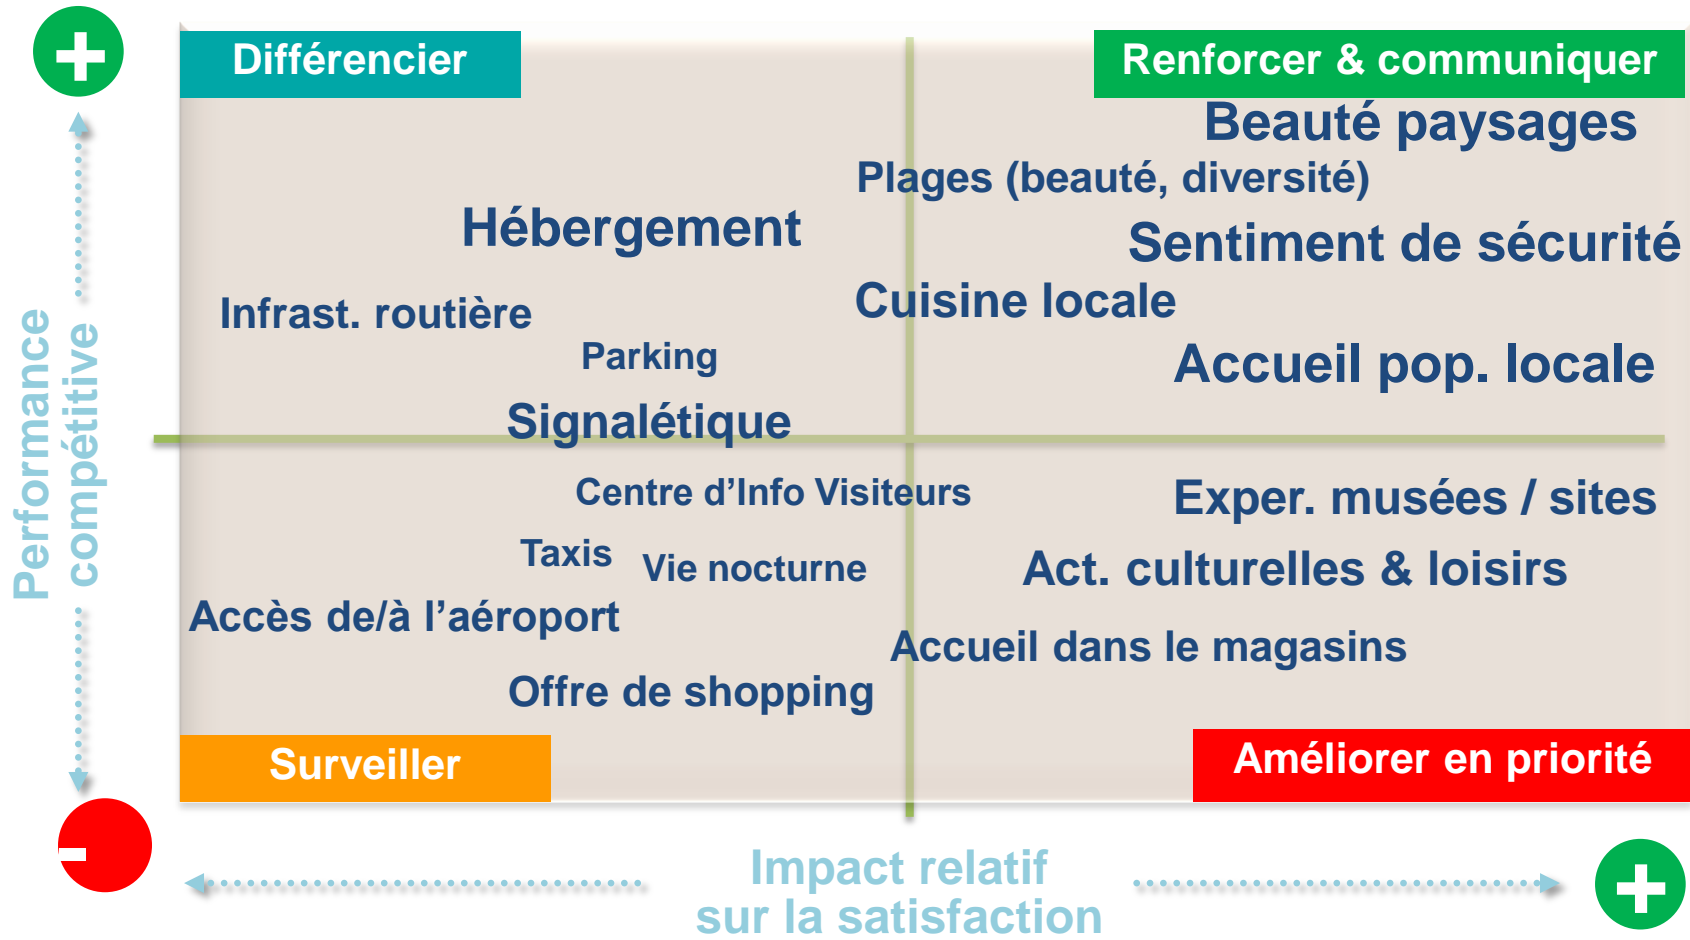 +
Différencier
Renforcer & communiquer
Beauté paysages
Plages (beauté, diversité)
Hébergement
Sentiment de sécurité
Cuisine locale
Infrast. routière
Parking
Accueil pop. locale
Signalétique
Performance
compétitive
Centre d’Info Visiteurs
Exper. musées / sites
Taxis
Vie nocturne
Act. culturelles & loisirs
Accès de/à l’aéroport
Accueil dans le magasins
Offre de shopping
Surveiller
Améliorer en priorité
-
Impact relatif
sur la satisfaction
+